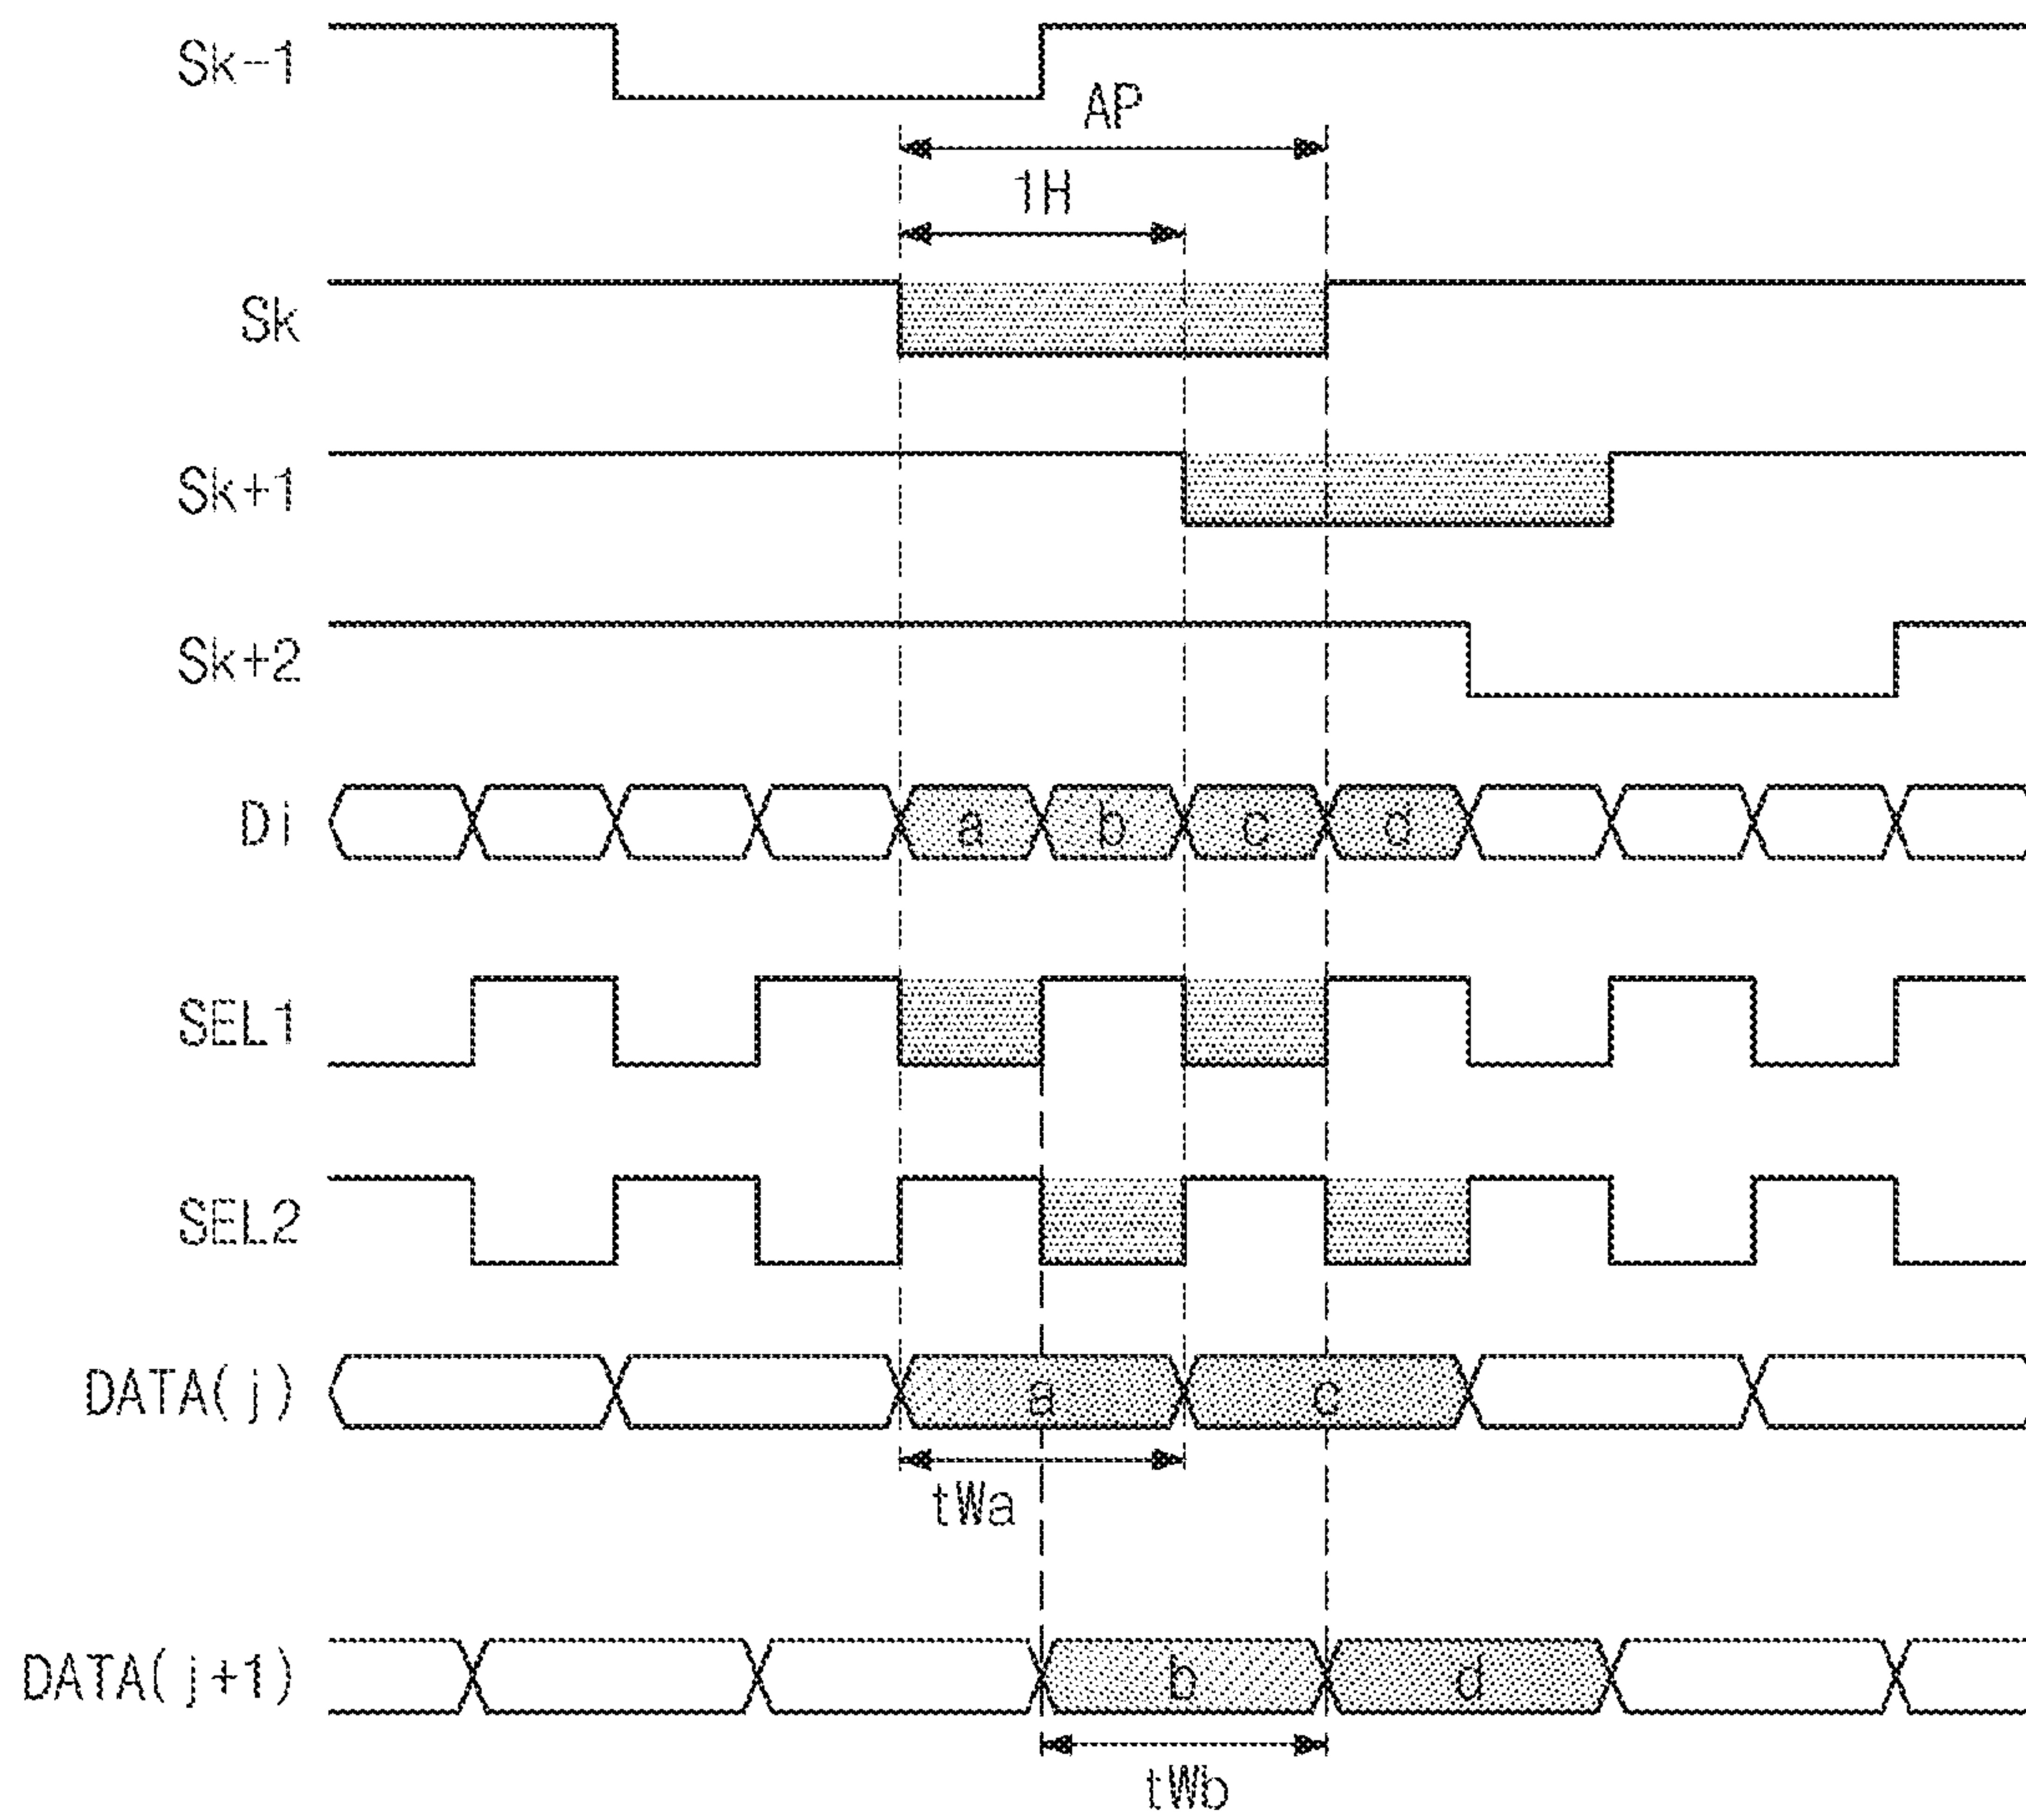 Sk-1
AP
1H
Sk
Sk+1
Sk+2
Di
a b c d
SEL1
SEL2
DATA(j)
a c
tWa
DATA(j+1)
b d
tWb